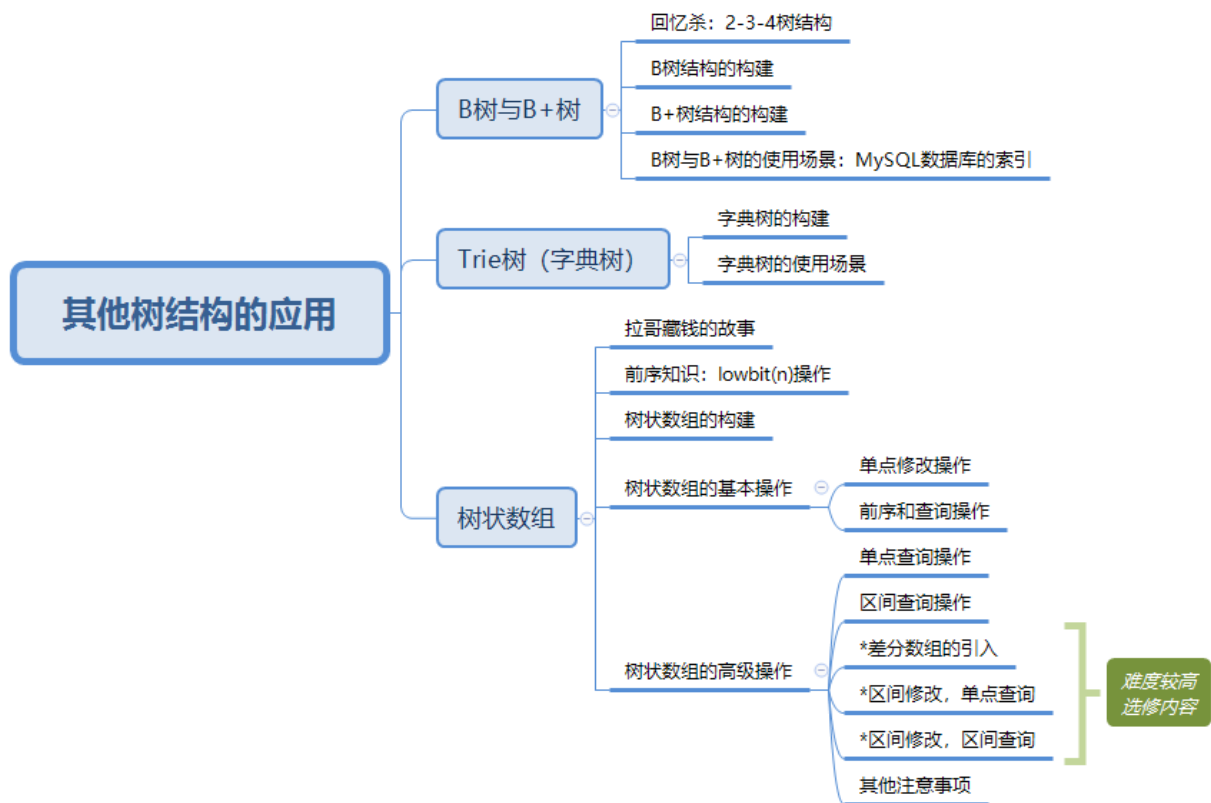 其他树结构的应用
B树与B+树
回忆杀：2-3-4树结构
B树结构的构建
B+树结构的构建
B树与B+树的使用场景：MySQL数据库的索引
Trie树（字典树）
字典树的构建
字典树的使用场景
树状数组
拉哥藏钱的故事
前序知识：lowbit(n)操作
树状数组的构建
树状数组的基本操作
单点修改操作
前序和查询操作
树状数组的高级操作
单点查询操作
区间查询操作
*差分数组的引入
*区间修改，单点查询
*区间修改，区间查询
其他注意事项
难度较高
选修内容